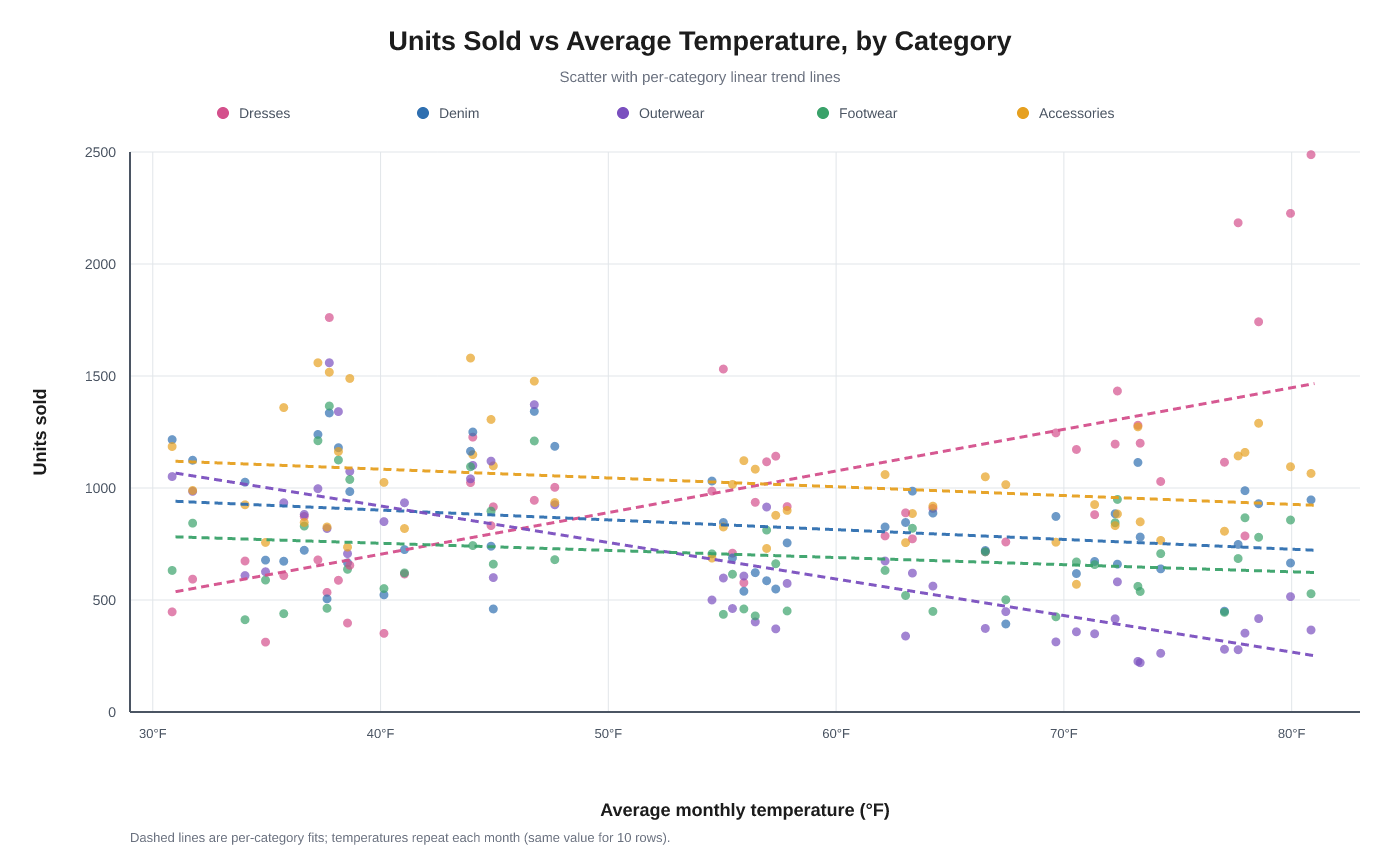 Units Sold vs Average Temperature, by Category
Scatter with per-category linear trend lines
Dresses Denim Outerwear Footwear Accessories
2500
2000
1500
1000
500
0
Units sold
30°F 40°F 50°F 60°F 70°F 80°F
Average monthly temperature (°F)
Dashed lines are per-category fits; temperatures repeat each month (same value for 10 rows).